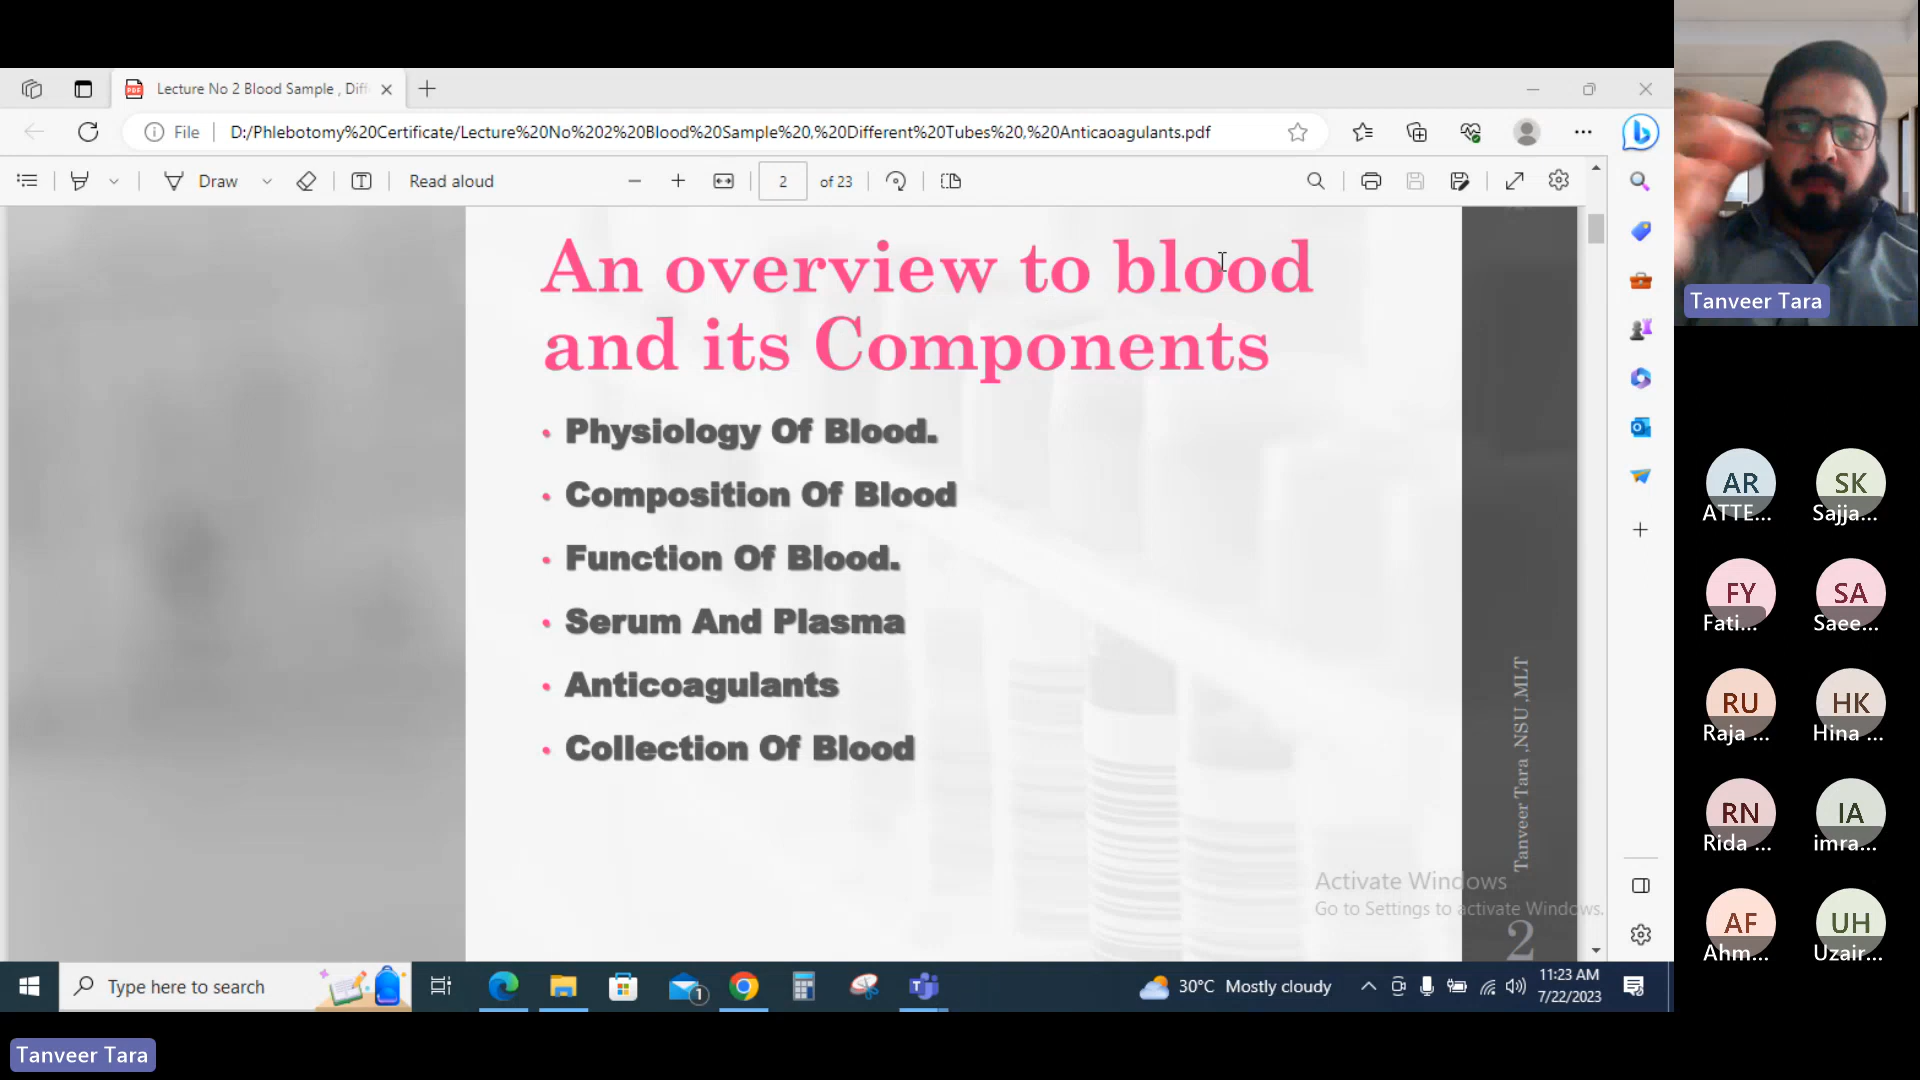 Lecture No 2 Blood Sample , Diff
File
D:/Phlebotomy%20Certificate/Lecture%20No%202%20Blood%20Sample%20,%20Different%20Tubes%20,%20Anticaoagulants.pdf
Draw
Read aloud
2
of 23
An overview to blood
and its Components
• Physiology Of Blood.
• Composition Of Blood
• Function Of Blood.
• Serum And Plasma
• Anticoagulants
• Collection Of Blood
Tanveer Tara ,NSU ,MLT
2
Activate Windows
Go to Settings to activate Windows.
Type here to search
1
30°C Mostly cloudy
11:23 AM
7/22/2023
Tanveer Tara
Tanveer Tara
AR
ATTE...
SK
Sajja...
FY
Fati...
SA
Saee...
RU
Raja ...
HK
Hina ...
RN
Rida ...
IA
imra...
AF
Ahm...
UH
Uzair...